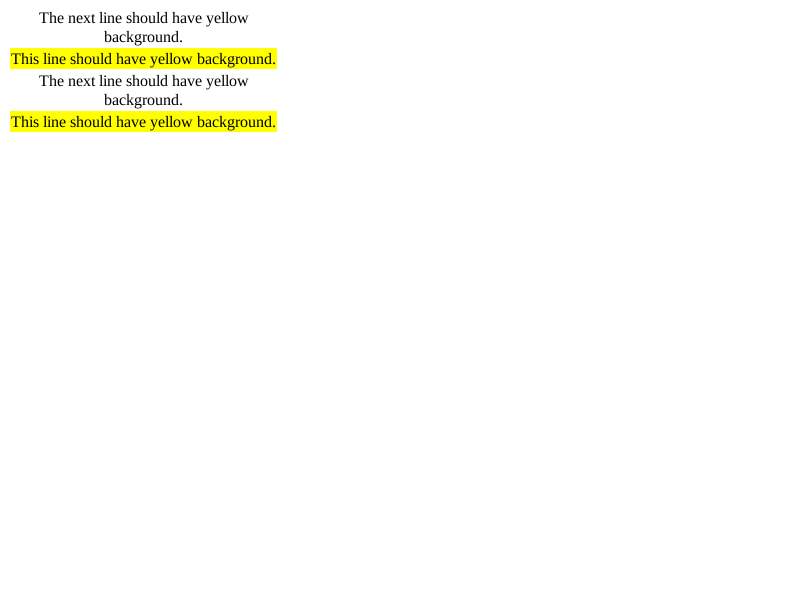 The next line should have yellow
background.
This line should have yellow background.
The next line should have yellow
background.
This line should have yellow background.